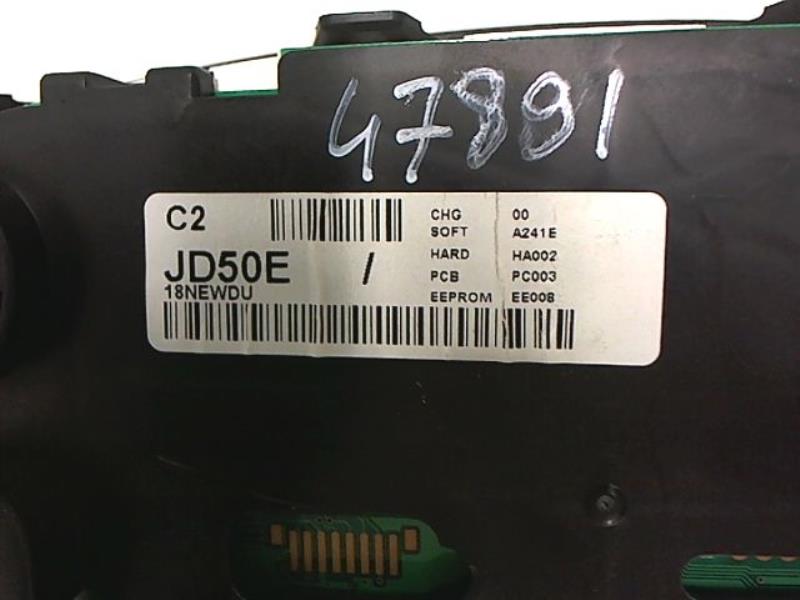 47891
C2
CHG 00
SOFT A241E
JD50E /
HARD HA002
PCB PC003
18NEWDU
EEPROM EE008